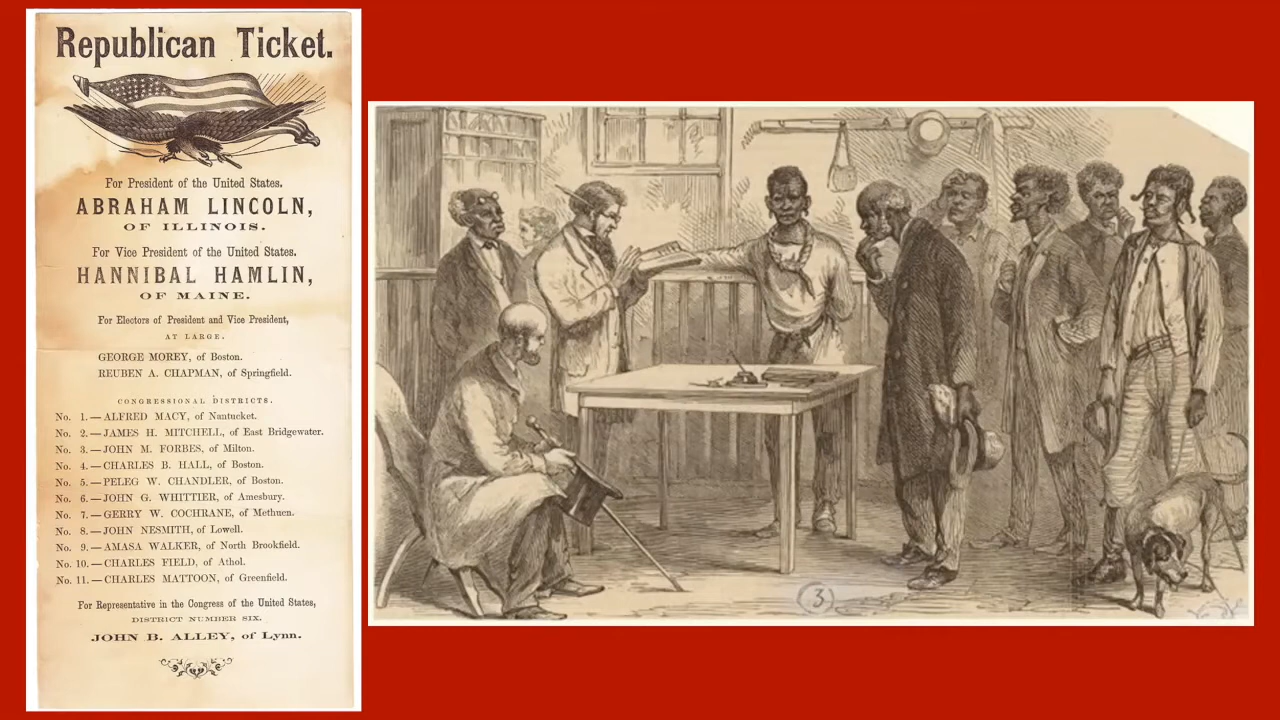 Republican Ticket.
For President of the United States.
ABRAHAM LINCOLN,
OF ILLINOIS.
For Vice President of the United States.
HANNIBAL HAMLIN,
OF MAINE.
For Electors of President and Vice President,
AT LARGE.
GEORGE MOREY, of Boston.
REUBEN A. CHAPMAN, of Springfield.
CONGRESSIONAL DISTRICTS.
No. 1.—ALFRED MACY, of Nantucket.
No. 2.—JAMES H. MITCHELL, of East Bridgewater.
No. 3.—JOHN M. FORBES, of Milton.
No. 4.—CHARLES B. HALL, of Boston.
No. 5.—PELEG W. CHANDLER, of Boston.
No. 6.—JOHN G. WHITTIER, of Amesbury.
No. 7.—GERRY W. COCHRANE, of Methuen.
No. 8.—JOHN NESMITH, of Lowell.
No. 9.—AMASA WALKER, of North Brookfield.
No. 10.—CHARLES FIELD, of Athol.
No. 11.—CHARLES MATTOON, of Greenfield.
For Representative in the Congress of the United States,
DISTRICT NUMBER SIX.
JOHN B. ALLEY, of Lynn.
3